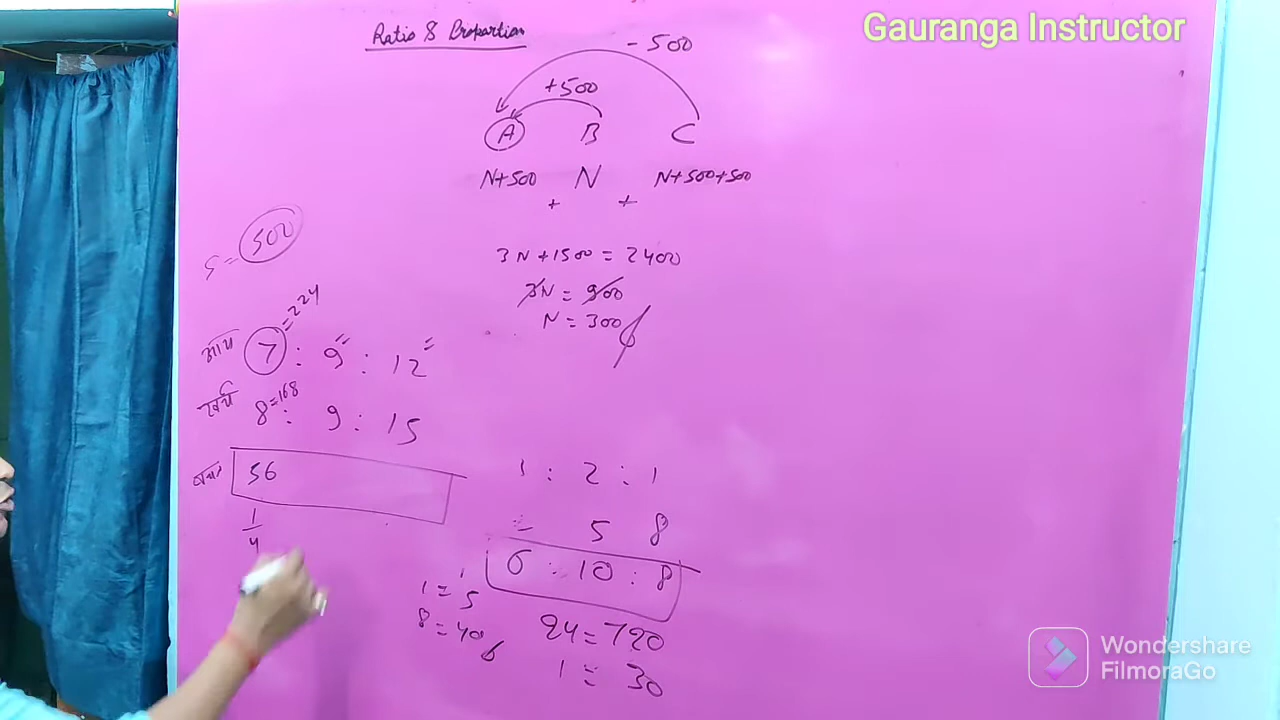 Gauranga Instructor
Ratio & Proportion
- 500
+500
A B C
N+500 N N+500+500
+ +
3N+1500 = 2400
3N = 900
N = 300
5 = 500
= 224
आय 7 : 9 : 12
खर्च 8 = 168 : 9 : 15
बचत 56
1/4
1 : 2 : 1
5 8
6 : 10 : 8
1 = 5
8 = 40
24 = 720
1 = 30
Wondershare
FilmoraGo